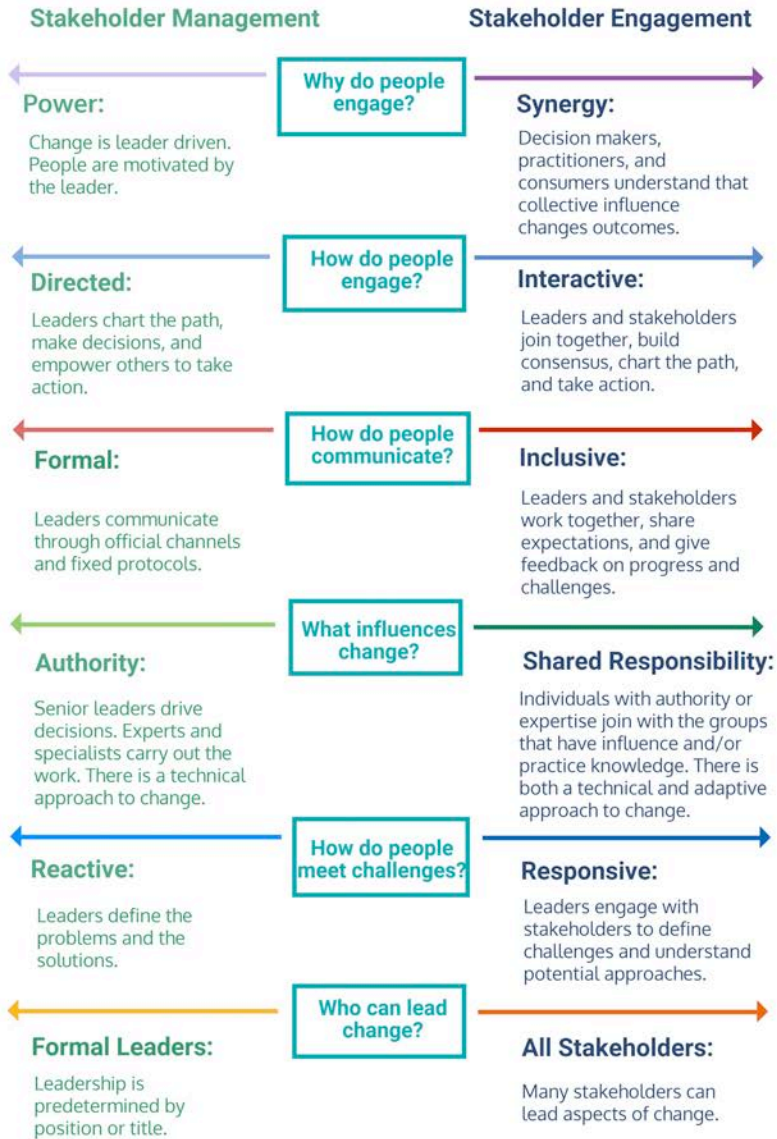 Stakeholder Management
Stakeholder Engagement
Why do people
engage?
Power:
Change is leader driven.
People are motivated by
the leader.
Synergy:
Decision makers,
practitioners, and
consumers understand that
collective influence
changes outcomes.
How do people
engage?
Directed:
Leaders chart the path,
make decisions, and
empower others to take
action.
Interactive:
Leaders and stakeholders
join together, build
consensus, chart the path,
and take action.
How do people
communicate?
Formal:
Leaders communicate
through official channels
and fixed protocols.
Inclusive:
Leaders and stakeholders
work together, share
expectations, and give
feedback on progress and
challenges.
What influences
change?
Authority:
Senior leaders drive
decisions. Experts and
specialists carry out the
work. There is a technical
approach to change.
Shared Responsibility:
Individuals with authority or
expertise join with the groups
that have influence and/or
practice knowledge. There is
both a technical and adaptive
approach to change.
How do people
meet challenges?
Reactive:
Leaders define the
problems and the
solutions.
Responsive:
Leaders engage with
stakeholders to define
challenges and understand
potential approaches.
Who can lead
change?
Formal Leaders:
Leadership is
predetermined by
position or title.
All Stakeholders:
Many stakeholders can
lead aspects of change.